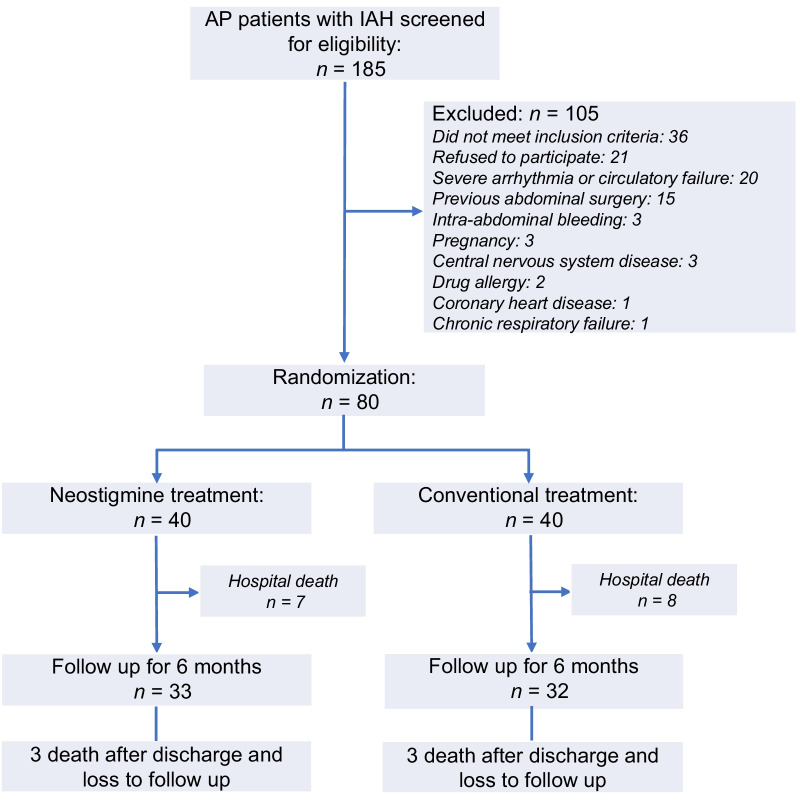 AP patients with IAH screened
for eligibility:
n = 185
Excluded: n = 105
Did not meet inclusion criteria: 36
Refused to participate: 21
Severe arrhythmia or circulatory failure: 20
Previous abdominal surgery: 15
Intra-abdominal bleeding: 3
Pregnancy: 3
Central nervous system disease: 3
Drug allergy: 2
Coronary heart disease: 1
Chronic respiratory failure: 1
Randomization:
n = 80
Neostigmine treatment:
n = 40
Conventional treatment:
n = 40
Hospital death
n = 7
Hospital death
n = 8
Follow up for 6 months
n = 33
Follow up for 6 months
n = 32
3 death after discharge and
loss to follow up
3 death after discharge and
loss to follow up